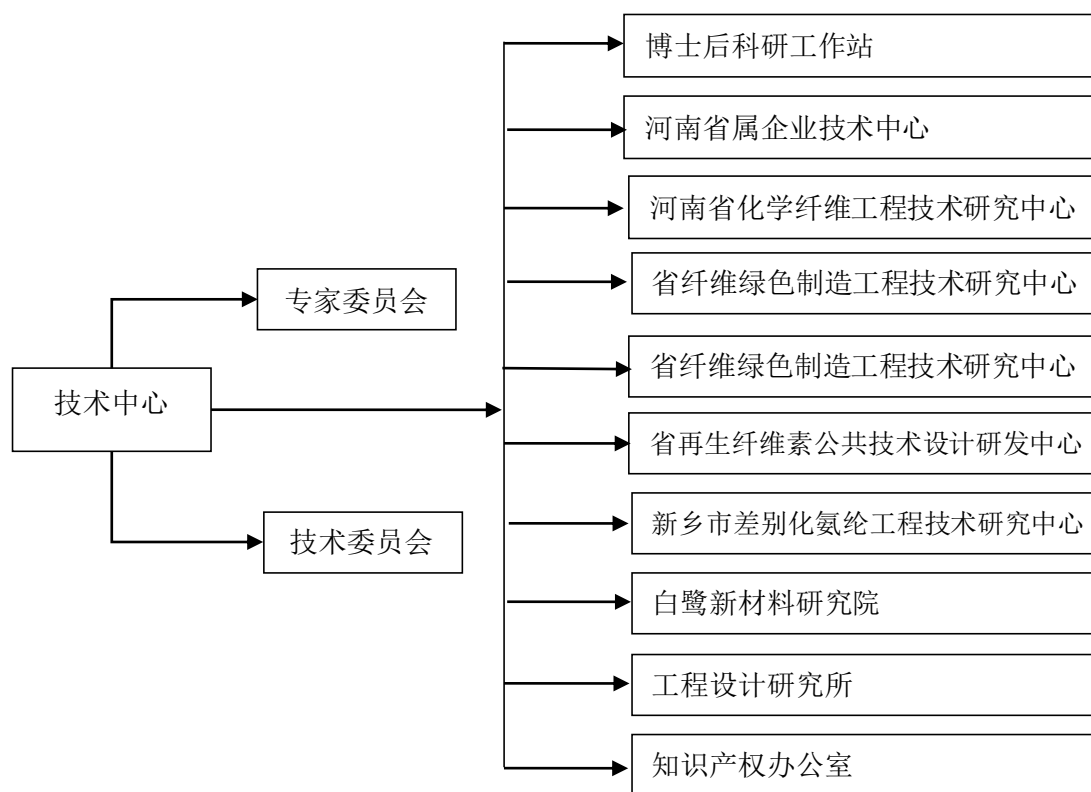 博士后科研工作站
河南省属企业技术中心
河南省化学纤维工程技术研究中心
省纤维绿色制造工程技术研究中心
专家委员会
省纤维绿色制造工程技术研究中心
技术中心
省再生纤维素公共技术设计研发中心
新乡市差别化氨纶工程技术研究中心
技术委员会
白鹭新材料研究院
工程设计研究所
知识产权办公室